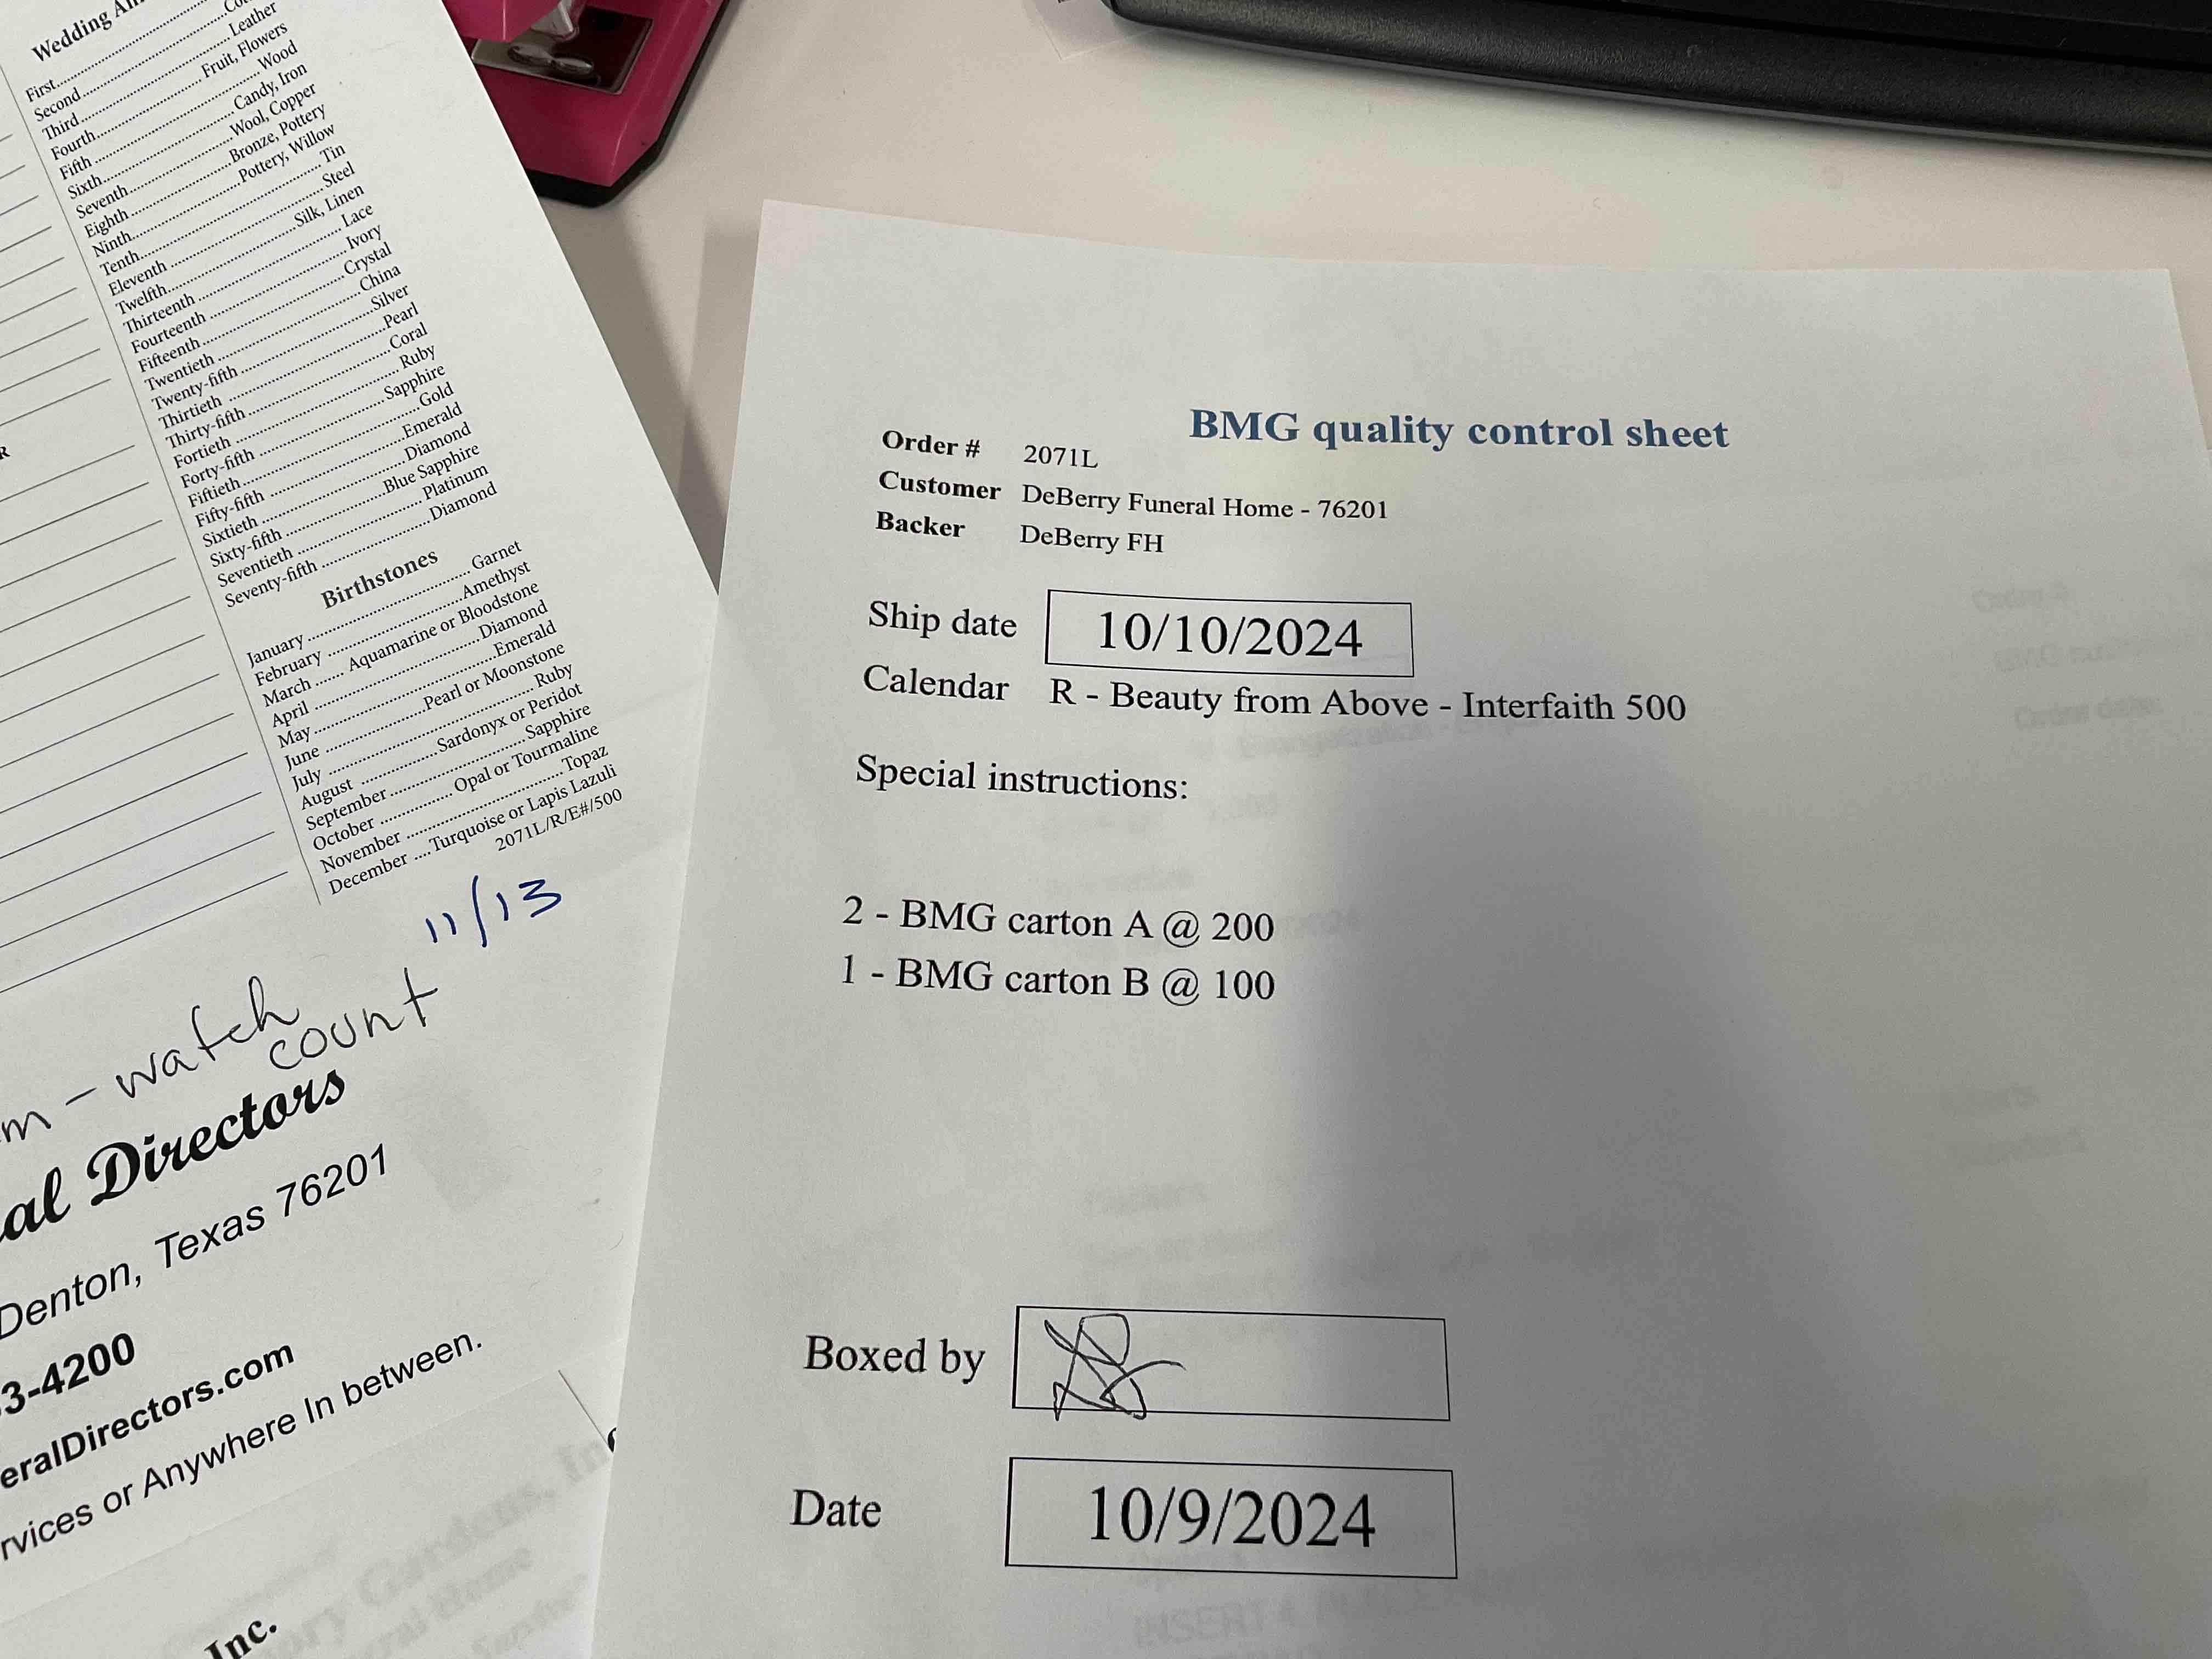 Wedding
First
Second Leather
Third Fruit, Flowers
Fourth Wood
Fifth Candy, Iron
Sixth Wool, Copper
Seventh Bronze, Pottery
Eighth Pottery, Willow
Ninth Tin
Tenth Steel
Eleventh Silk, Linen
Twelfth Lace
Thirteenth Ivory
Fourteenth Crystal
Fifteenth China
Twentieth Silver
Twenty-fifth Pearl
Thirtieth Coral
Thirty-fifth Ruby
Fortieth Sapphire
Forty-fifth Gold
Fiftieth Emerald
Fifty-fifth Diamond
Sixtieth Blue Sapphire
Sixty-fifth Platinum
Seventieth Diamond
Seventy-fifth
Birthstones
January Garnet
February Amethyst
March Aquamarine or Bloodstone
April Diamond
May Emerald
June Pearl or Moonstone
July Ruby
August Sardonyx or Peridot
September Sapphire
October Opal or Tourmaline
November Topaz
December Turquoise or Lapis Lazuli
2071L/R/E#/500
11/13
m - watch
count
al Directors
Denton, Texas 76201
3-4200
eralDirectors.com
rvices or Anywhere In between.
Inc.
BMG quality control sheet
Order # 2071L
Customer DeBerry Funeral Home - 76201
Backer DeBerry FH
Ship date 10/10/2024
Calendar R - Beauty from Above - Interfaith 500
Special instructions:
2 - BMG carton A @ 200
1 - BMG carton B @ 100
Boxed by
Date 10/9/2024